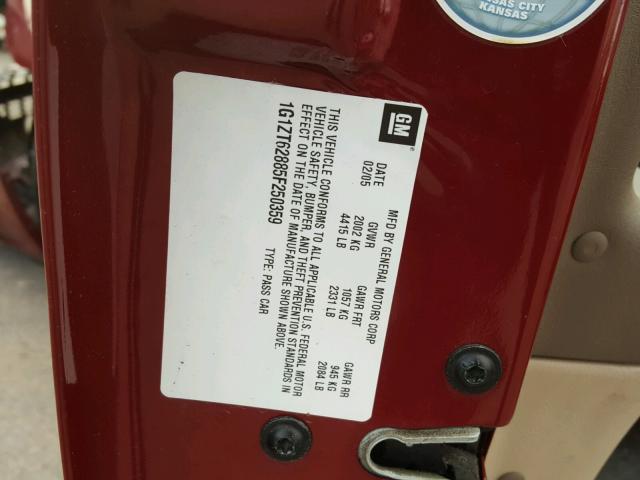 KANSAS CITY
KANSAS
GM
MFD BY GENERAL MOTORS CORP
DATE GVWR GAWR FRT GAWR RR
02/05 2002 KG 1057 KG 945 KG
4415 LB 2331 LB 2084 LB
THIS VEHICLE CONFORMS TO ALL APPLICABLE U.S. FEDERAL MOTOR
VEHICLE SAFETY, BUMPER, AND THEFT PREVENTION STANDARDS IN
EFFECT ON THE DATE OF MANUFACTURE SHOWN ABOVE.
1G1ZT62885F250359 TYPE: PASS CAR